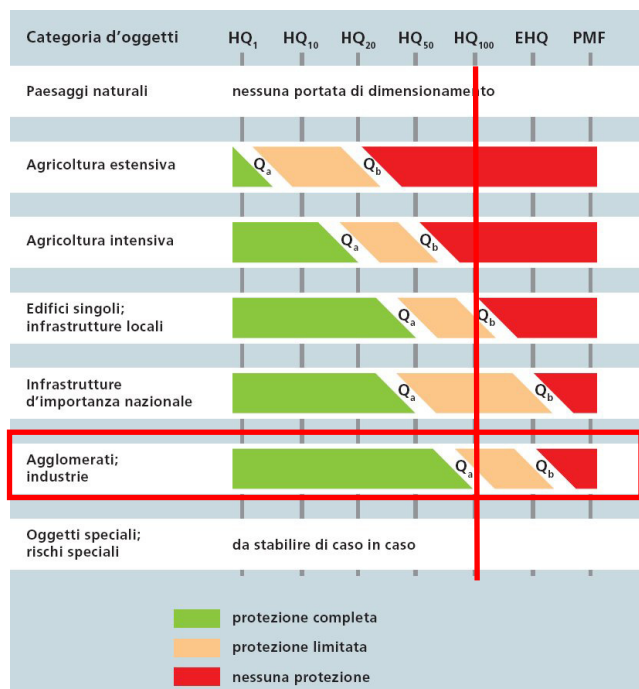 Categoria d'oggetti HQ1 HQ10 HQ20 HQ50 HQ100 EHQ PMF
Paesaggi naturali nessuna portata di dimensionamento
Agricoltura estensiva Qa Qb
Agricoltura intensiva Qa Qb
Edifici singoli;
infrastrutture locali Qa Qb
Infrastrutture
d'importanza nazionale Qa Qb
Agglomerati;
industrie Qa Qb
Oggetti speciali;
rischi speciali da stabilire di caso in caso
protezione completa
protezione limitata
nessuna protezione